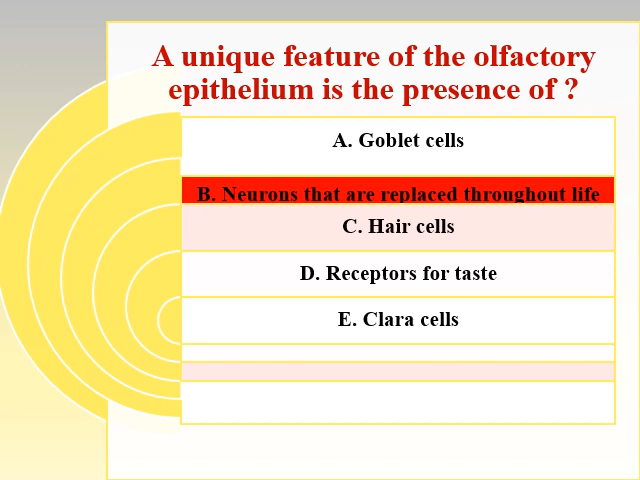 A unique feature of the olfactory
epithelium is the presence of ?
A. Goblet cells
B. Neurons that are replaced throughout life
C. Hair cells
D. Receptors for taste
E. Clara cells